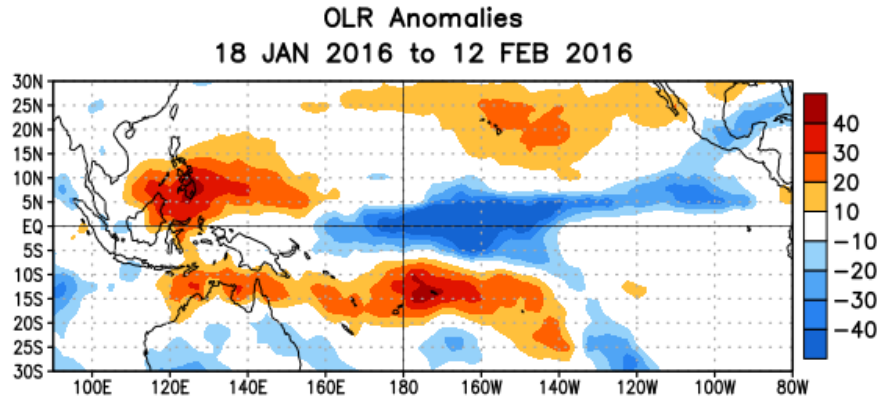 OLR Anomalies
18 JAN 2016 to 12 FEB 2016
30N
25N
20N
15N
10N
5N
EQ
5S
10S
15S
20S
25S
30S
100E 120E 140E 160E 180 160W 140W 120W 100W 80W
40
30
20
10
−10
−20
−30
−40